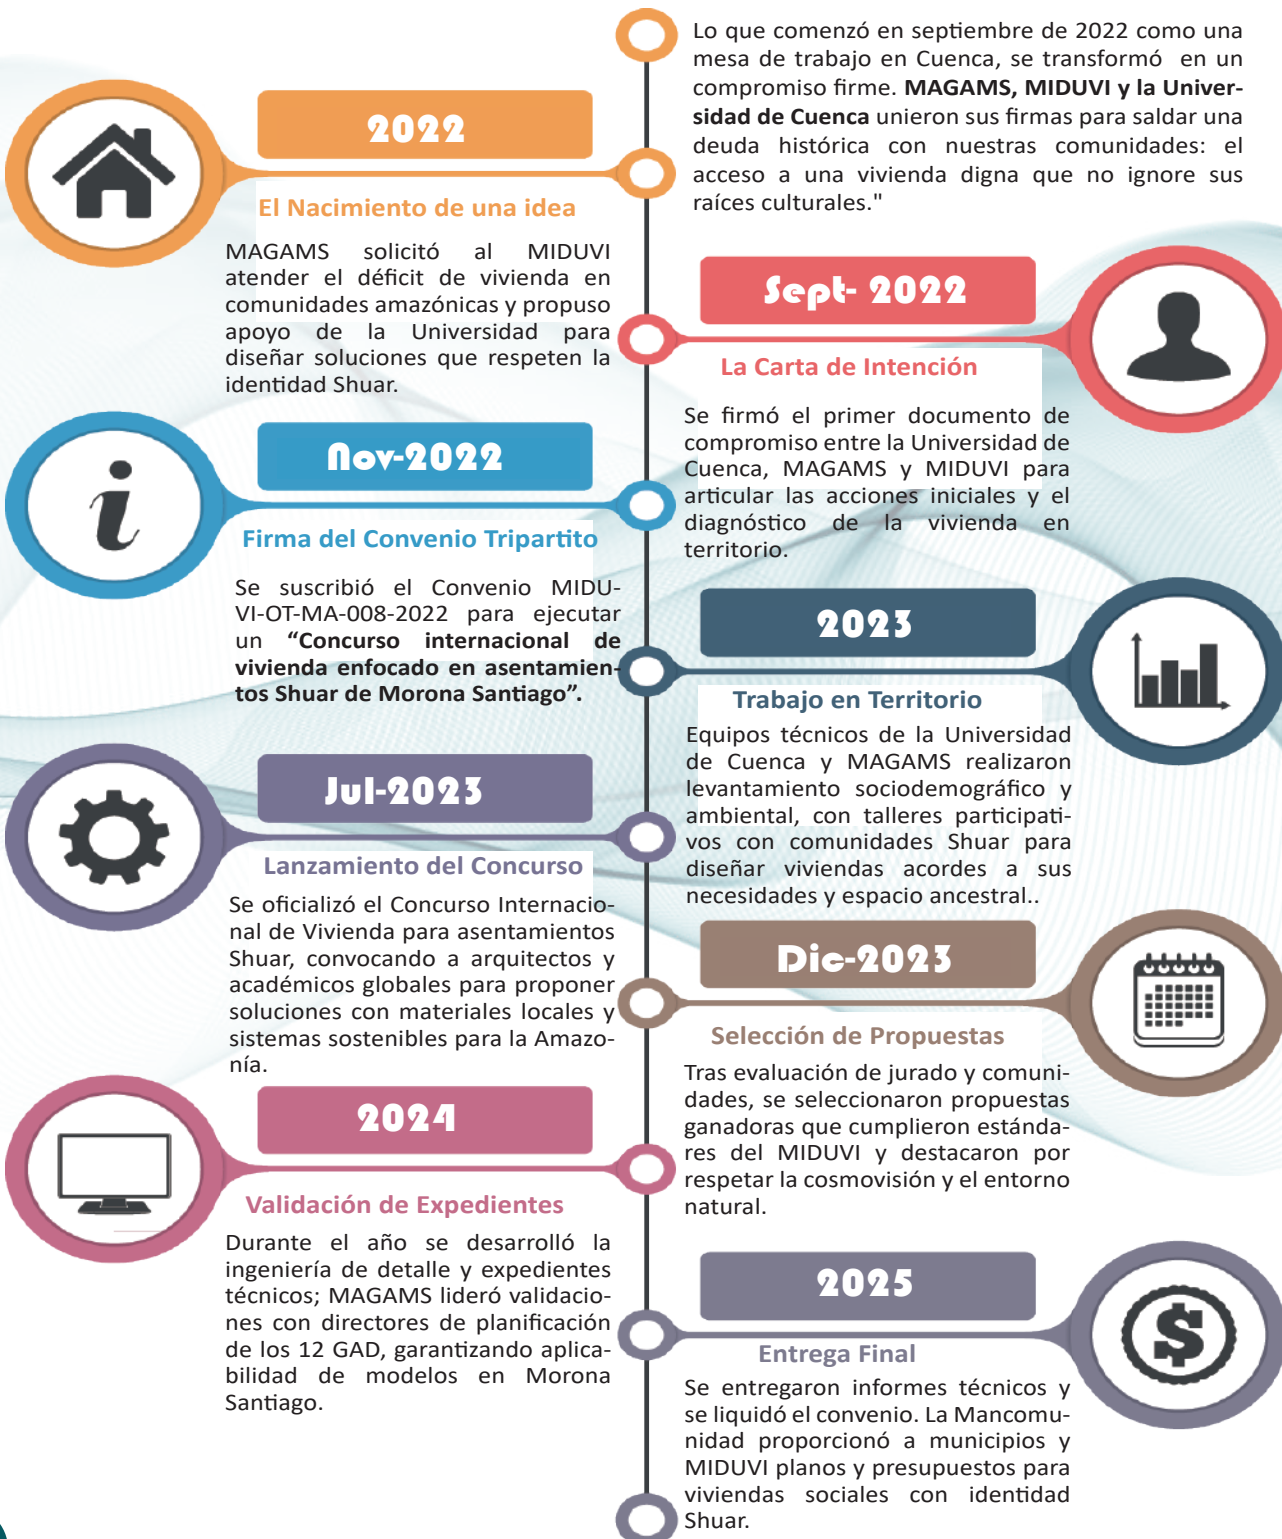 Lo que comenzó en septiembre de 2022 como una
mesa de trabajo en Cuenca, se transformó en un
compromiso firme. MAGAMS, MIDUVI y la Univer-
sidad de Cuenca unieron sus firmas para saldar una
deuda histórica con nuestras comunidades: el
acceso a una vivienda digna que no ignore sus
raíces culturales."
2022
El Nacimiento de una idea
MAGAMS solicitó al MIDUVI
atender el déficit de vivienda en
comunidades amazónicas y propuso
apoyo de la Universidad para
diseñar soluciones que respeten la
identidad Shuar.
Sept- 2022
La Carta de Intención
Se firmó el primer documento de
compromiso entre la Universidad de
Cuenca, MAGAMS y MIDUVI para
articular las acciones iniciales y el
diagnóstico de la vivienda en
territorio.
Nov-2022
Firma del Convenio Tripartito
Se suscribió el Convenio MIDU-
VI-OT-MA-008-2022 para ejecutar
un “Concurso internacional de
vivienda enfocado en asentamien-
tos Shuar de Morona Santiago”.
2023
Trabajo en Territorio
Equipos técnicos de la Universidad
de Cuenca y MAGAMS realizaron
levantamiento sociodemográfico y
ambiental, con talleres participati-
vos con comunidades Shuar para
diseñar viviendas acordes a sus
necesidades y espacio ancestral..
Jul-2023
Lanzamiento del Concurso
Se oficializó el Concurso Internacio-
nal de Vivienda para asentamientos
Shuar, convocando a arquitectos y
académicos globales para proponer
soluciones con materiales locales y
sistemas sostenibles para la Amazo-
nía.
Dic-2023
Selección de Propuestas
Tras evaluación de jurado y comuni-
dades, se seleccionaron propuestas
ganadoras que cumplieron estánda-
res del MIDUVI y destacaron por
respetar la cosmovisión y el entorno
natural.
2024
Validación de Expedientes
Durante el año se desarrolló la
ingeniería de detalle y expedientes
técnicos; MAGAMS lideró validacio-
nes con directores de planificación
de los 12 GAD, garantizando aplica-
bilidad de modelos en Morona
Santiago.
2025
Entrega Final
Se entregaron informes técnicos y
se liquidó el convenio. La Mancomu-
nidad proporcionó a municipios y
MIDUVI planos y presupuestos para
viviendas sociales con identidad
Shuar.